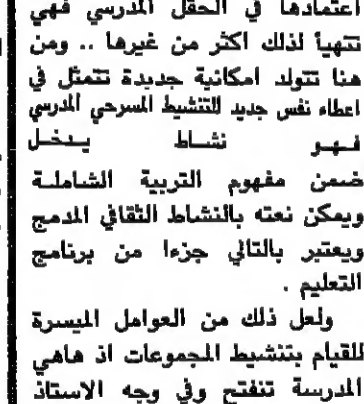 اعتمادها في الحقل المدرسي فهي
تتهيأ لذلك اكثر من غيرها .. ومن
هنا تتولد امكانية جديدة تتمثل في
اعطاء نفس جديد للتنشيط المسرحي المدرسي
فهو نشاط يدخل
ضمن مفهوم التربية الشاملة
ويمكن نعته بالنشاط الثقافي المدمج
ويعتبر بالتالي جزءا من برنامج
التعليم .
ولعل ذلك من العوامل الميسرة
للقيام بتنشيط المجموعات اذ هاهي
المدرسة تنفتح وفي وجه الاستاذ